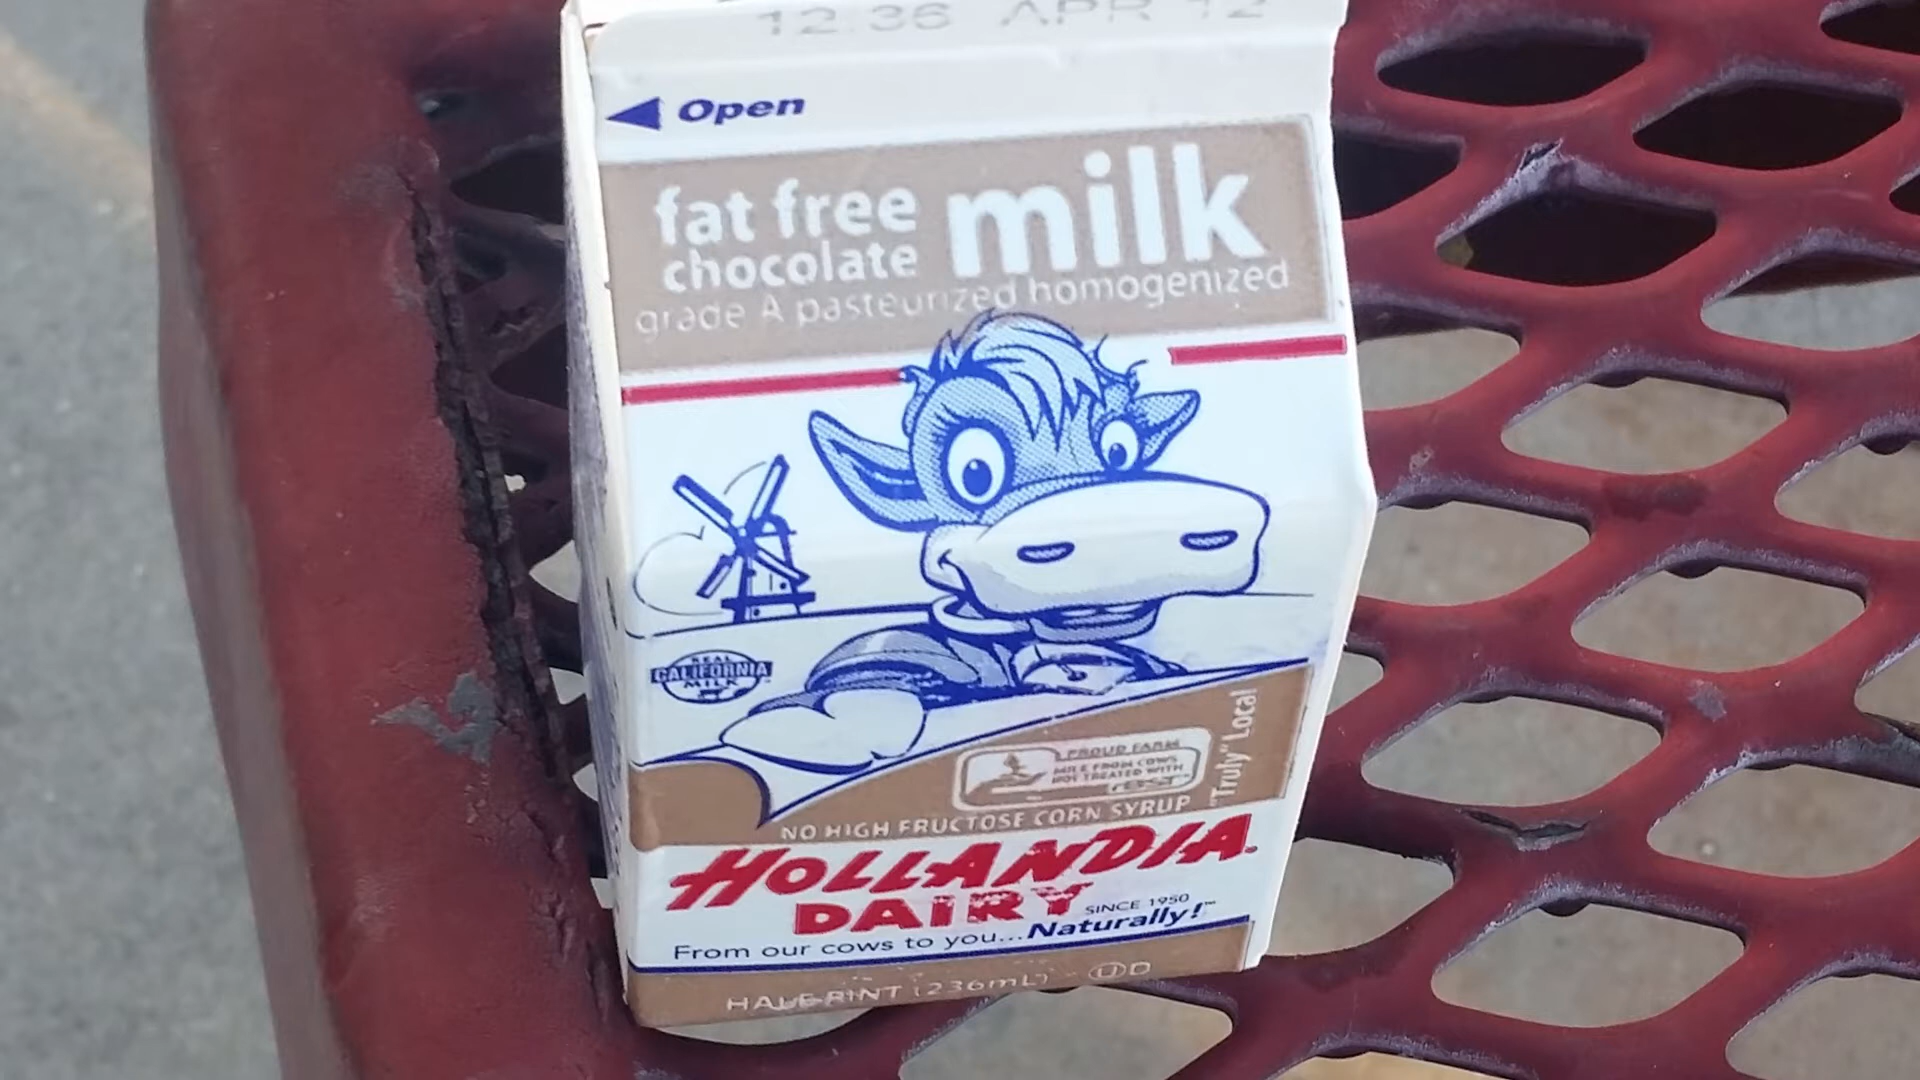 12:36 APR 12
Open
fat free
chocolate
milk
grade A pasteurized homogenized
REAL
CALIFORNIA
MILK
PROUD FARM
MILK FROM COWS
NOT TREATED WITH
rBST
"Truly" Local
NO HIGH FRUCTOSE CORN SYRUP
HOLLANDIA
DAIRY
SINCE 1950
From our cows to you...Naturally!™
HALF PINT (236mL) ⓊD